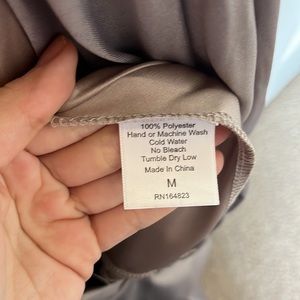 100% Polyester
Hand or Machine Wash
Cold Water
No Bleach
Tumble Dry Low
Made In China
M
RN164823